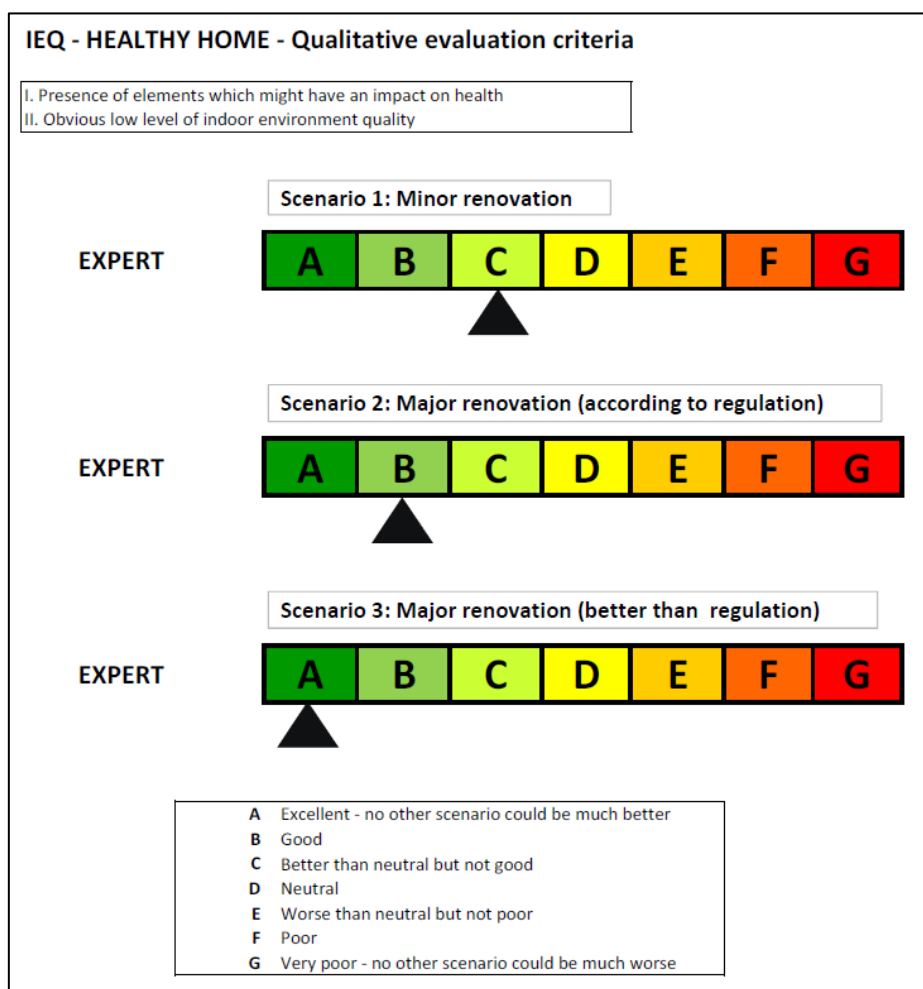 IEQ - HEALTHY HOME - Qualitative evaluation criteria
I. Presence of elements which might have an impact on health
II. Obvious low level of indoor environment quality
Scenario 1: Minor renovation
EXPERT A B C D E F G
Scenario 2: Major renovation (according to regulation)
EXPERT A B C D E F G
Scenario 3: Major renovation (better than regulation)
EXPERT A B C D E F G
A Excellent - no other scenario could be much better
B Good
C Better than neutral but not good
D Neutral
E Worse than neutral but not poor
F Poor
G Very poor - no other scenario could be much worse